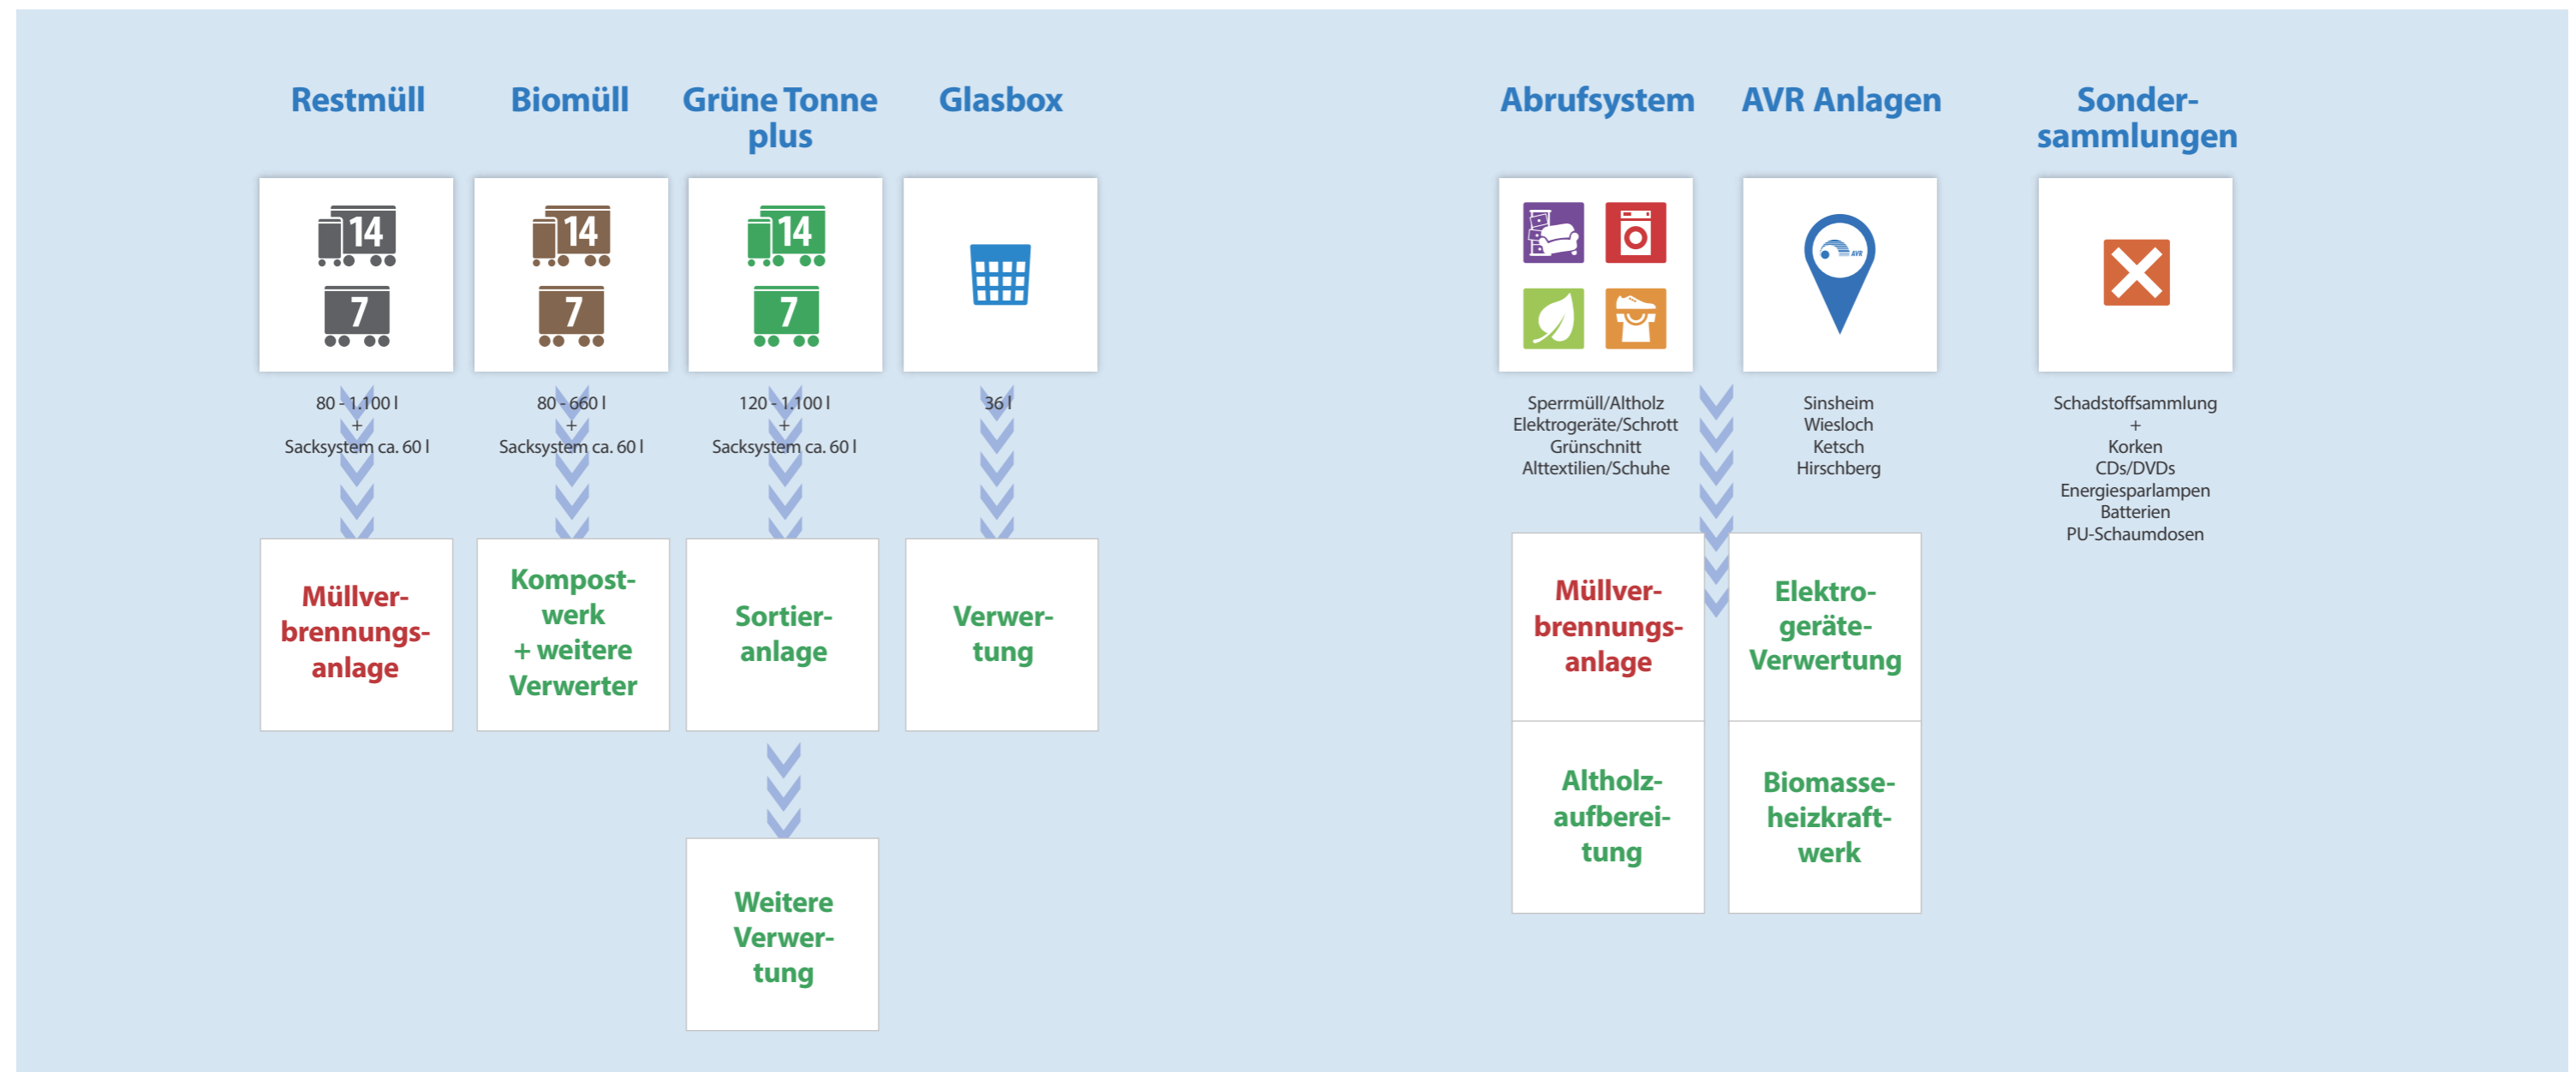 Restmüll
14
7
80 - 1.100 l
+
Sacksystem ca. 60 l
Müllver-
brennungs-
anlage
Biomüll
14
7
80 - 660 l
+
Sacksystem ca. 60 l
Kompost-
werk
+ weitere
Verwerter
Grüne Tonne
plus
14
7
120 - 1.100 l
+
Sacksystem ca. 60 l
Sortier-
anlage
Weitere
Verwer-
tung
Glasbox
36 l
Verwer-
tung
Abrufsystem
Sperrmüll/Altholz
Elektrogeräte/Schrott
Grünschnitt
Alttextilien/Schuhe
AVR Anlagen
AVR
Sinsheim
Wiesloch
Ketsch
Hirschberg
Müllver-
brennungs-
anlage
Elektro-
geräte-
Verwertung
Altholz-
aufberei-
tung
Biomasse-
heizkraft-
werk
Sonder-
sammlungen
Schadstoffsammlung
+
Korken
CDs/DVDs
Energiesparlampen
Batterien
PU-Schaumdosen